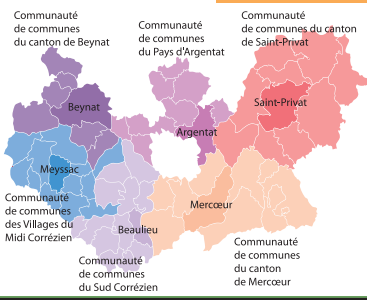 Communauté
de communes
du canton de Beynat
Communauté
de communes
du Pays d'Argentat
Communauté
de communes du canton
de Saint-Privat
Beynat
Saint-Privat
Argentat
Meyssac
Communauté
de communes
des Villages du
Midi Corrézien
Mercœur
Beaulieu
Communauté
de communes
du Sud Corrézien
Communauté
de communes
du canton
de Mercœur